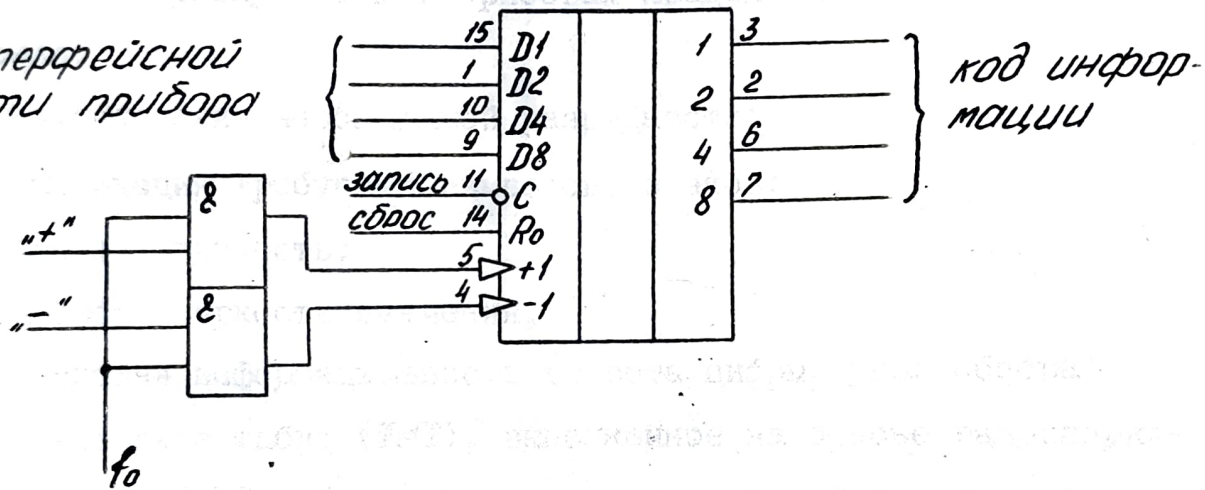 терфейсной
ти прибора
15 D1
1 D2
10 D4
9 D8
запись 11 C
сброс 14 R0
5 +1
4 -1
1 3
2 2
4 6
8 7
код инфор-
мации
&
„+“
&
„–“
f0